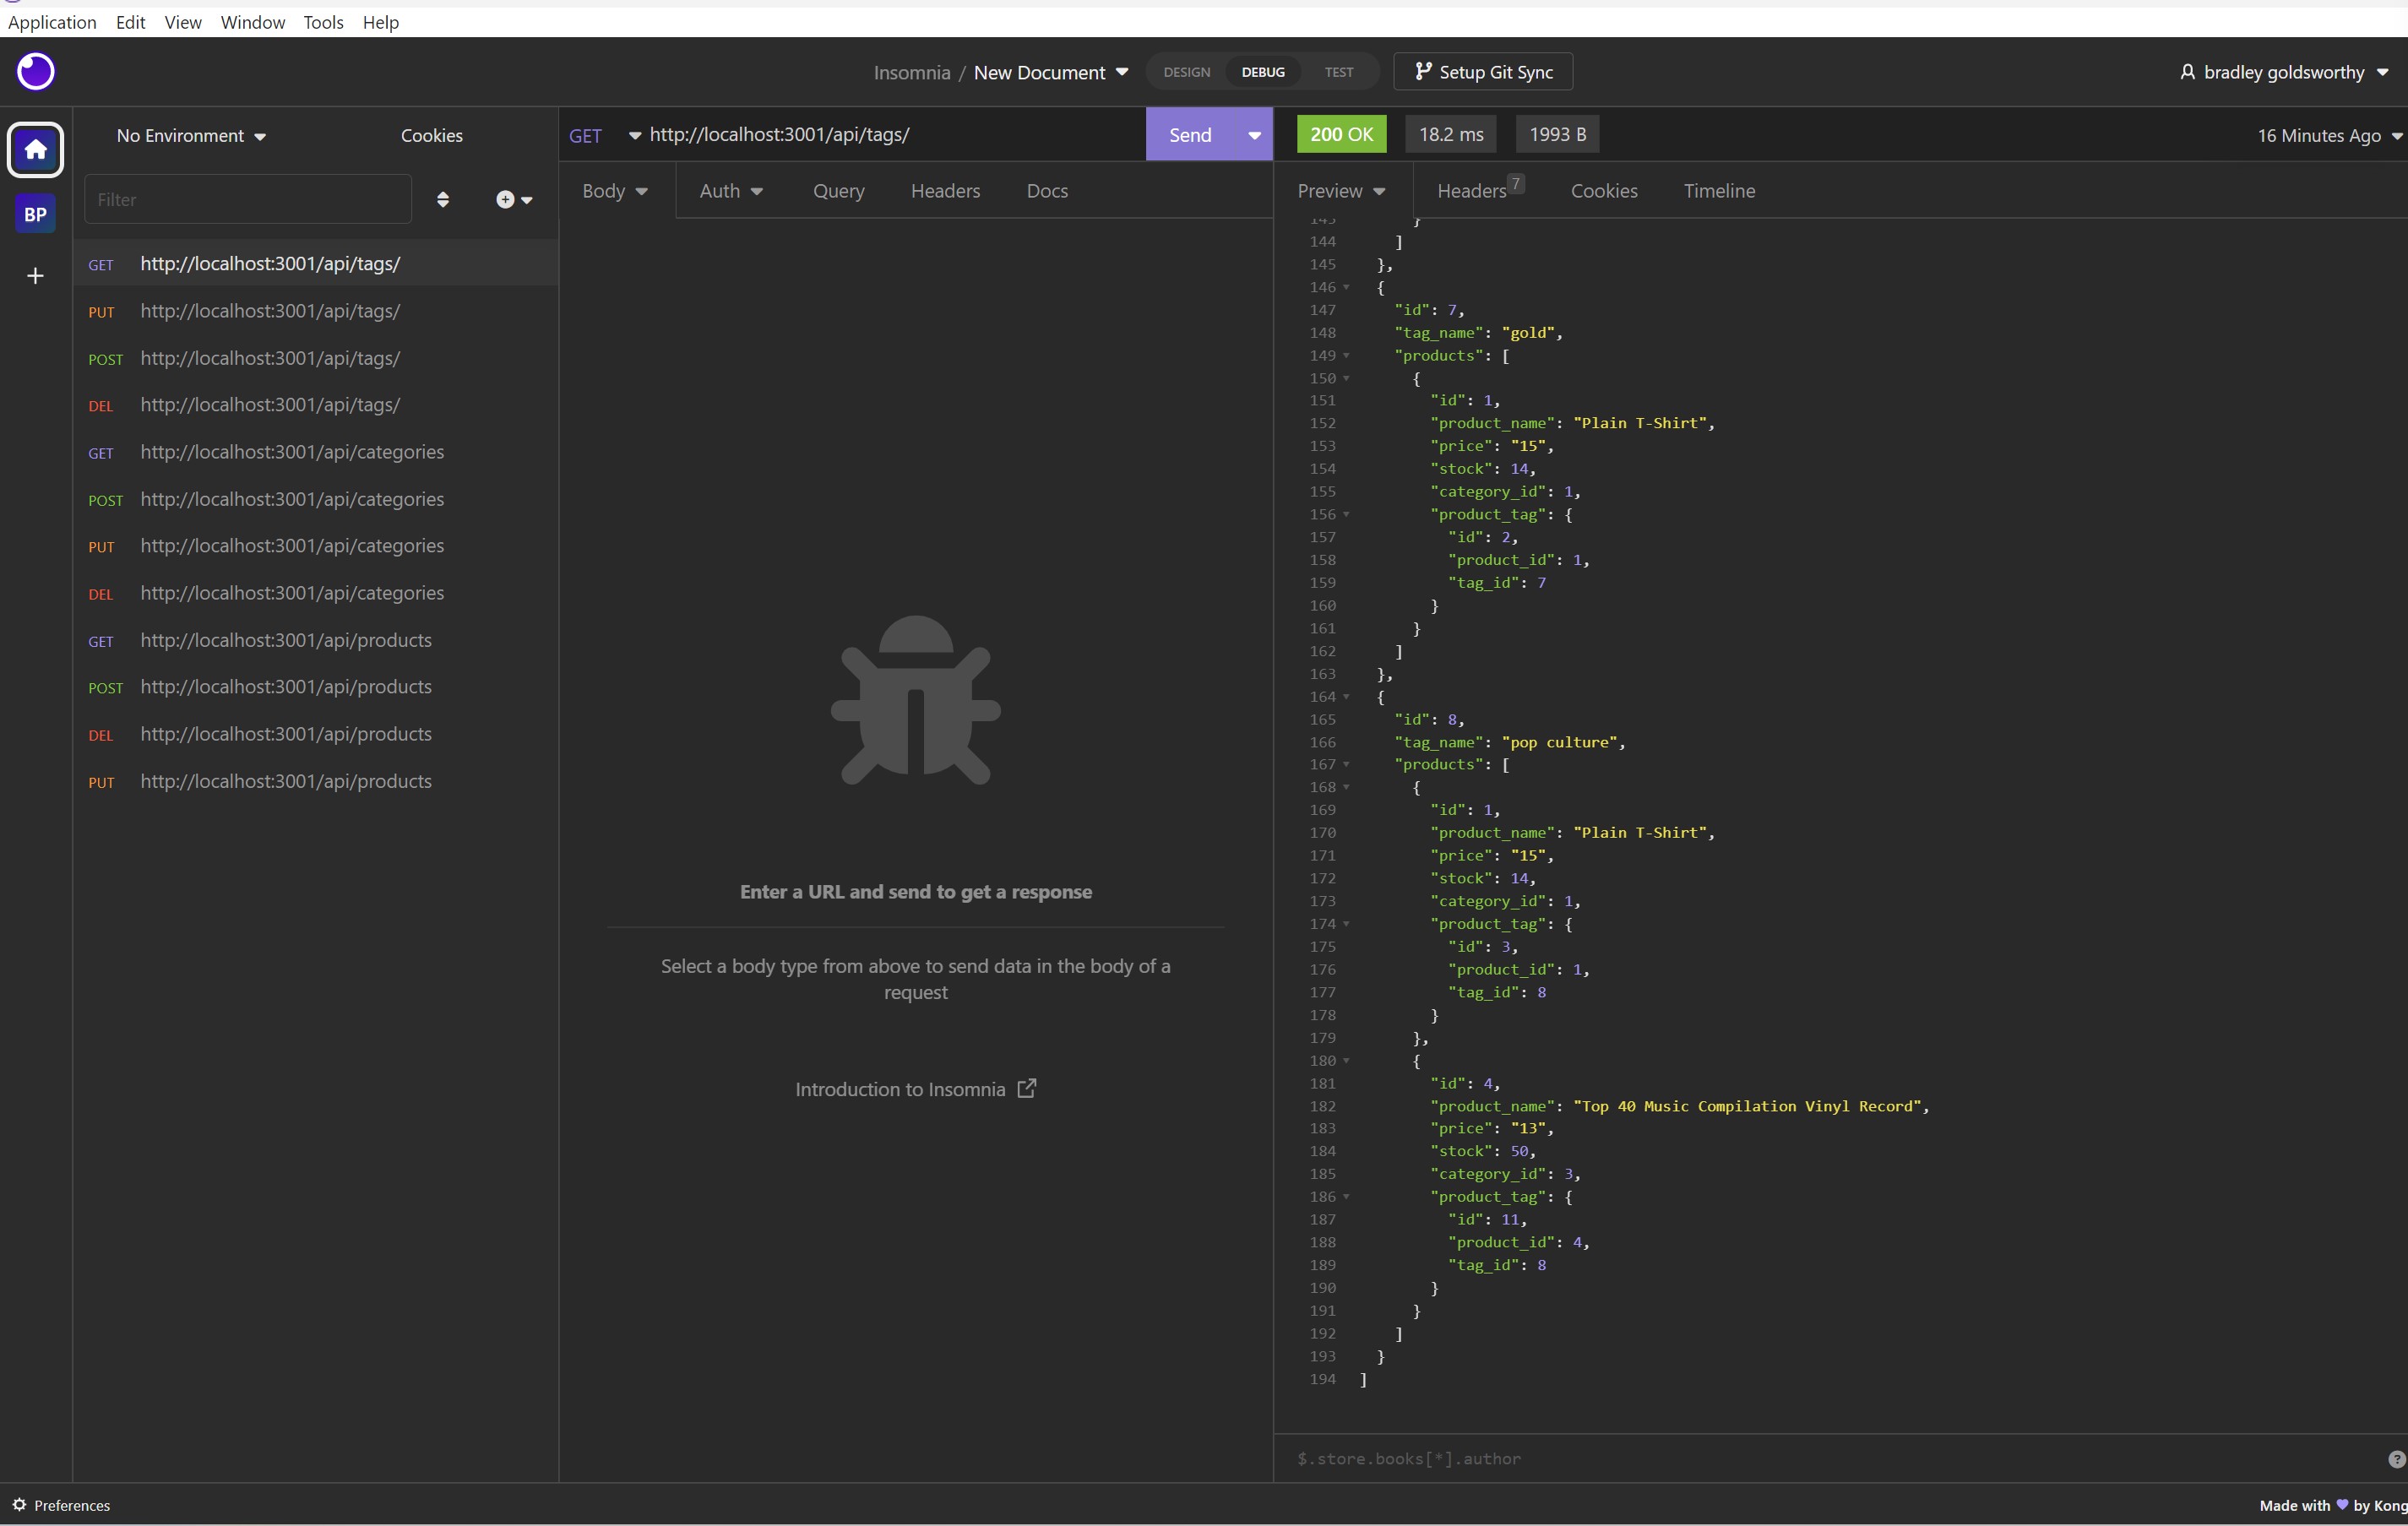 Application Edit View Window Tools Help
Insomnia / New Document DESIGN DEBUG TEST Setup Git Sync bradley goldsworthy
No Environment Cookies
GET http://localhost:3001/api/tags/ Send
200 OK 18.2 ms 1993 B 16 Minutes Ago
BP
Filter
GET http://localhost:3001/api/tags/
PUT http://localhost:3001/api/tags/
POST http://localhost:3001/api/tags/
DEL http://localhost:3001/api/tags/
GET http://localhost:3001/api/categories
POST http://localhost:3001/api/categories
PUT http://localhost:3001/api/categories
DEL http://localhost:3001/api/categories
GET http://localhost:3001/api/products
POST http://localhost:3001/api/products
DEL http://localhost:3001/api/products
PUT http://localhost:3001/api/products
Body Auth Query Headers Docs
Enter a URL and send to get a response
Select a body type from above to send data in the body of a
request
Introduction to Insomnia
Preview Headers 7 Cookies Timeline
143 }
144 ]
145 },
146 {
147 "id": 7,
148 "tag_name": "gold",
149 "products": [
150 {
151 "id": 1,
152 "product_name": "Plain T-Shirt",
153 "price": "15",
154 "stock": 14,
155 "category_id": 1,
156 "product_tag": {
157 "id": 2,
158 "product_id": 1,
159 "tag_id": 7
160 }
161 }
162 ]
163 },
164 {
165 "id": 8,
166 "tag_name": "pop culture",
167 "products": [
168 {
169 "id": 1,
170 "product_name": "Plain T-Shirt",
171 "price": "15",
172 "stock": 14,
173 "category_id": 1,
174 "product_tag": {
175 "id": 3,
176 "product_id": 1,
177 "tag_id": 8
178 }
179 },
180 {
181 "id": 4,
182 "product_name": "Top 40 Music Compilation Vinyl Record",
183 "price": "13",
184 "stock": 50,
185 "category_id": 3,
186 "product_tag": {
187 "id": 11,
188 "product_id": 4,
189 "tag_id": 8
190 }
191 }
192 ]
193 }
194 ]
$.store.books[*].author
Preferences
Made with by Kong